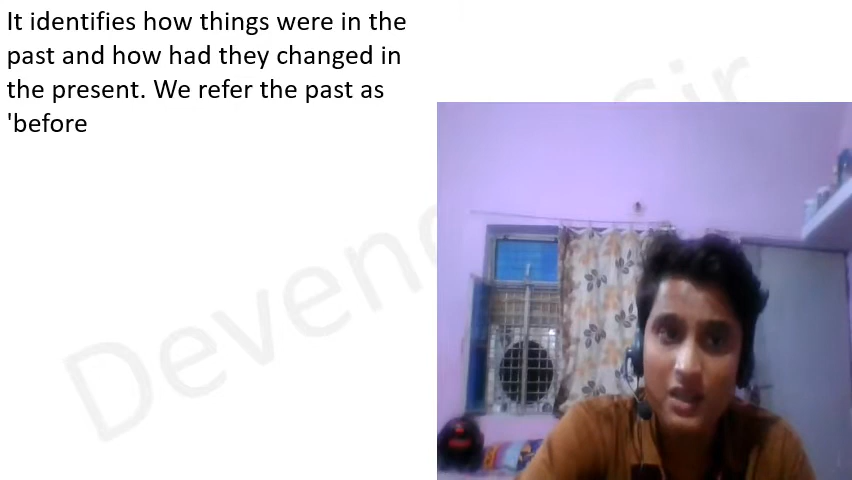 It identifies how things were in the
past and how had they changed in
the present. We refer the past as
'before
Sir